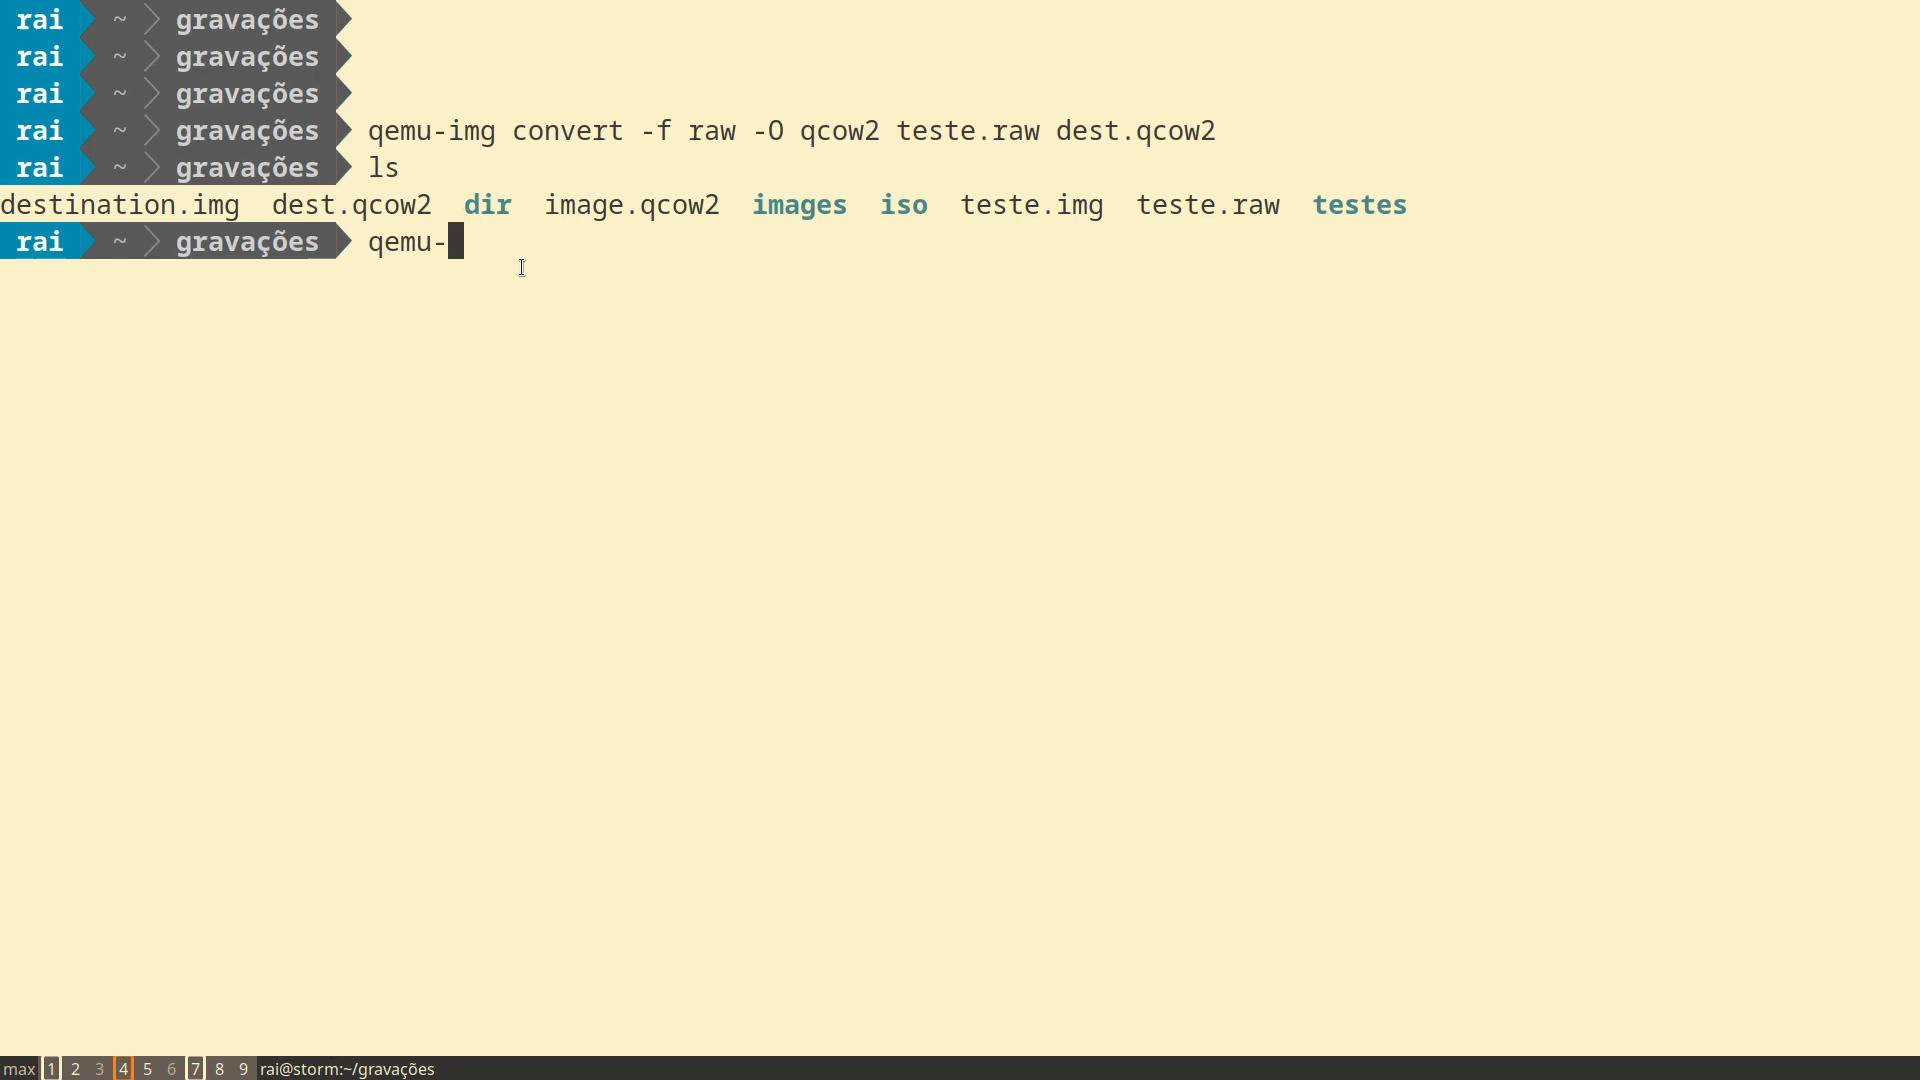 rai ~ gravações
rai ~ gravações
rai ~ gravações
rai ~ gravações qemu-img convert -f raw -O qcow2 teste.raw dest.qcow2
rai ~ gravações ls
destination.img dest.qcow2 dir image.qcow2 images iso teste.img teste.raw testes
rai ~ gravações qemu-
max 1 2 3 4 5 6 7 8 9 rai@storm:~/gravações